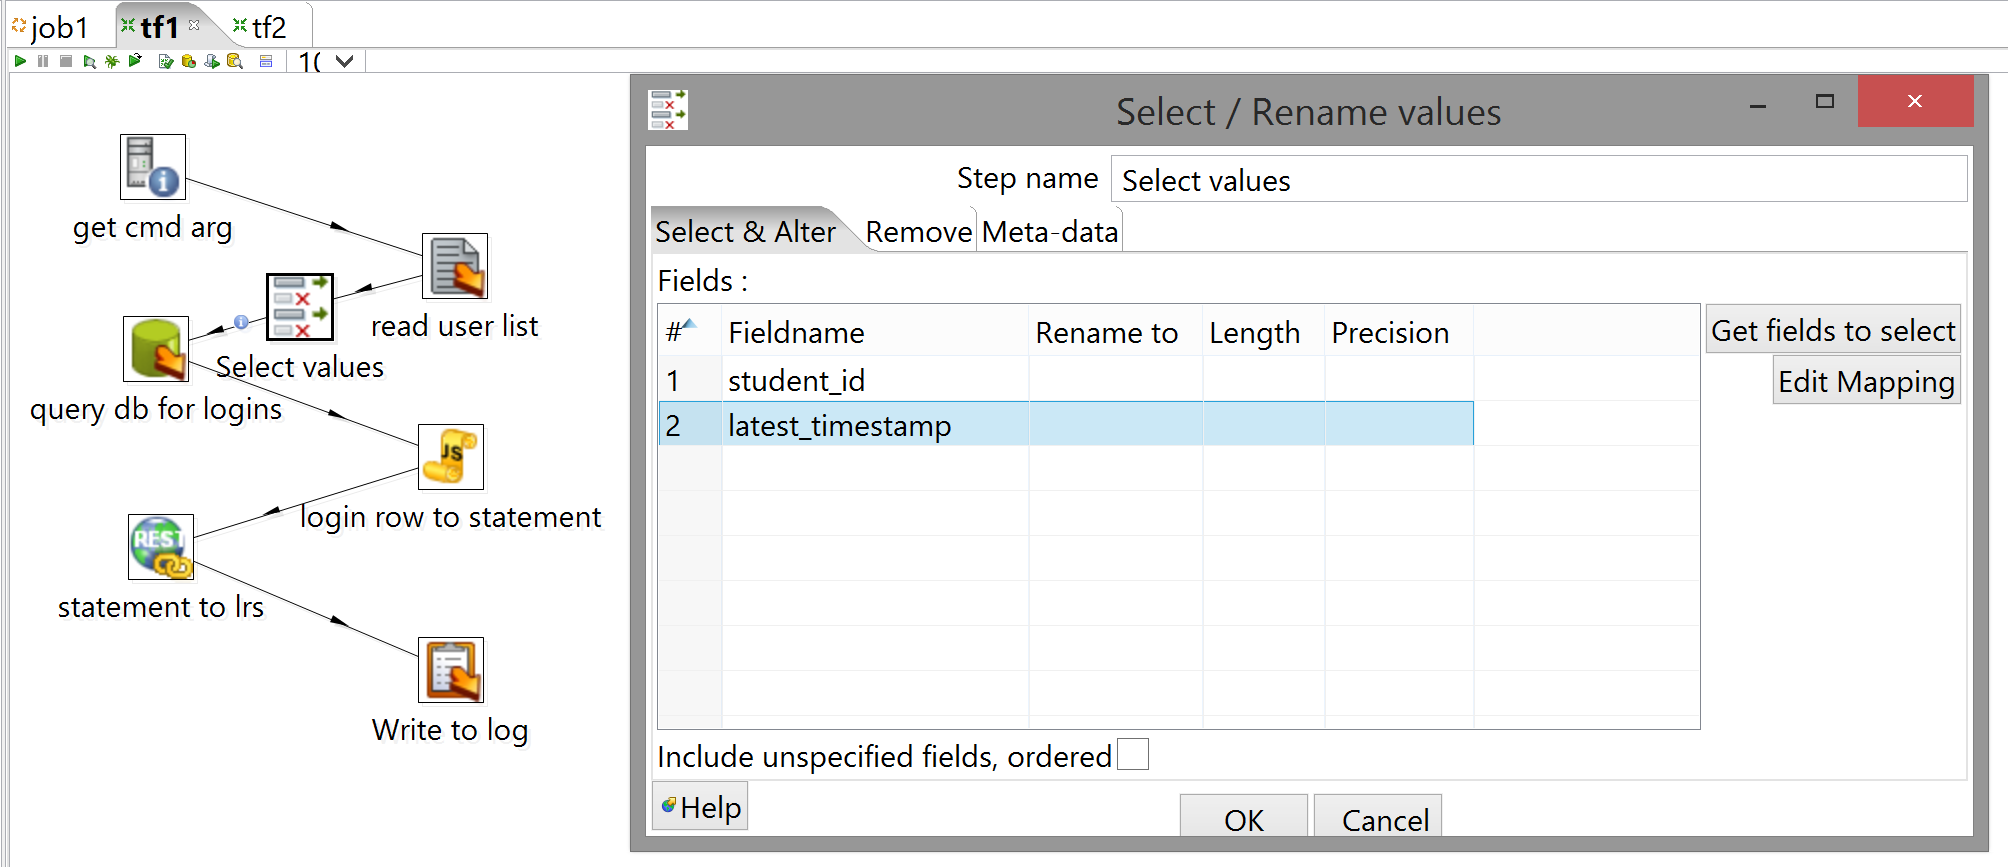 job1
tf1
tf2
10
get cmd arg
read user list
Select values
query db for logins
JS
login row to statement
REST
statement to lrs
Write to log
Select / Rename values
Step name
Select values
Select & Alter
Remove
Meta-data
Fields :
# Fieldname Rename to Length Precision
1 student_id
2 latest_timestamp
Get fields to select
Edit Mapping
Include unspecified fields, ordered
Help
OK
Cancel